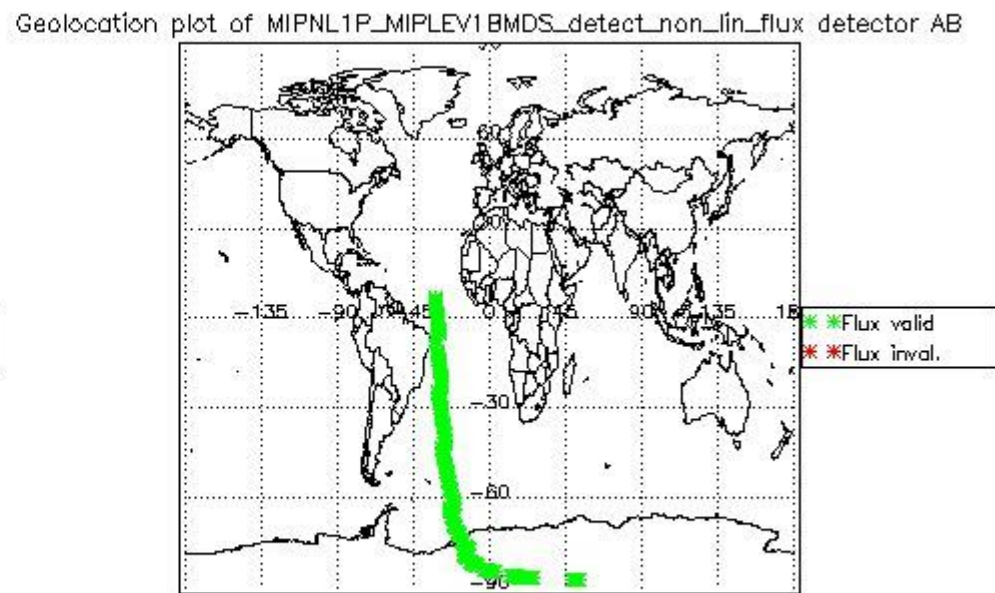 Geolocation plot of MIPNL1P_MIPLEV1BMDS_detect_non_lin_flux detector AB
60
-135 -90 -45 0 45 90 135
Flux valid
Flux inval.
-30
-60
-90